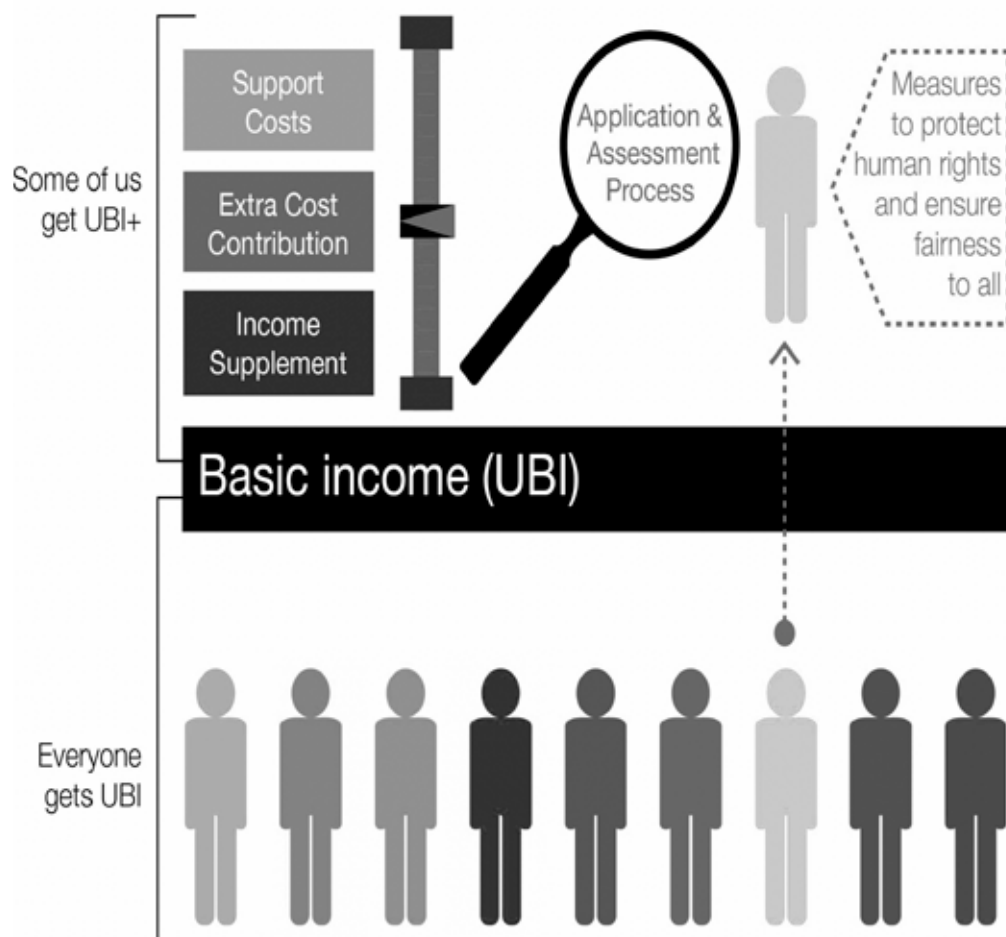 Some of us
get UBI+
Support
Costs
Extra Cost
Contribution
Income
Supplement
Application &
Assessment
Process
Measures
to protect
human rights
and ensure
fairness
to all
Basic income (UBI)
Everyone
gets UBI